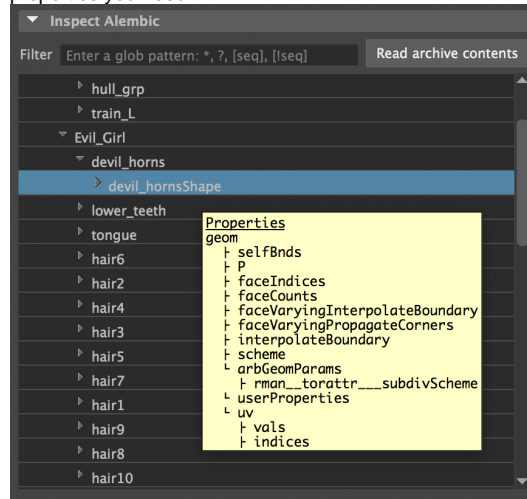 Inspect Alembic
Filter Enter a glob pattern: *, ?, [seq], [!seq] Read archive contents
hull_grp
train_L
Evil_Girl
devil_horns
devil_hornsShape
lower_teeth
tongue
hair6
hair2
hair4
hair3
hair5
hair7
hair1
hair9
hair8
hair10
Properties
geom
├ selfBnds
├ P
├ faceIndices
├ faceCounts
├ faceVaryingInterpolateBoundary
├ faceVaryingPropagateCorners
├ interpolateBoundary
├ scheme
└ arbGeomParams
├ rman__torattr___subdivScheme
└ userProperties
└ uv
├ vals
├ indices